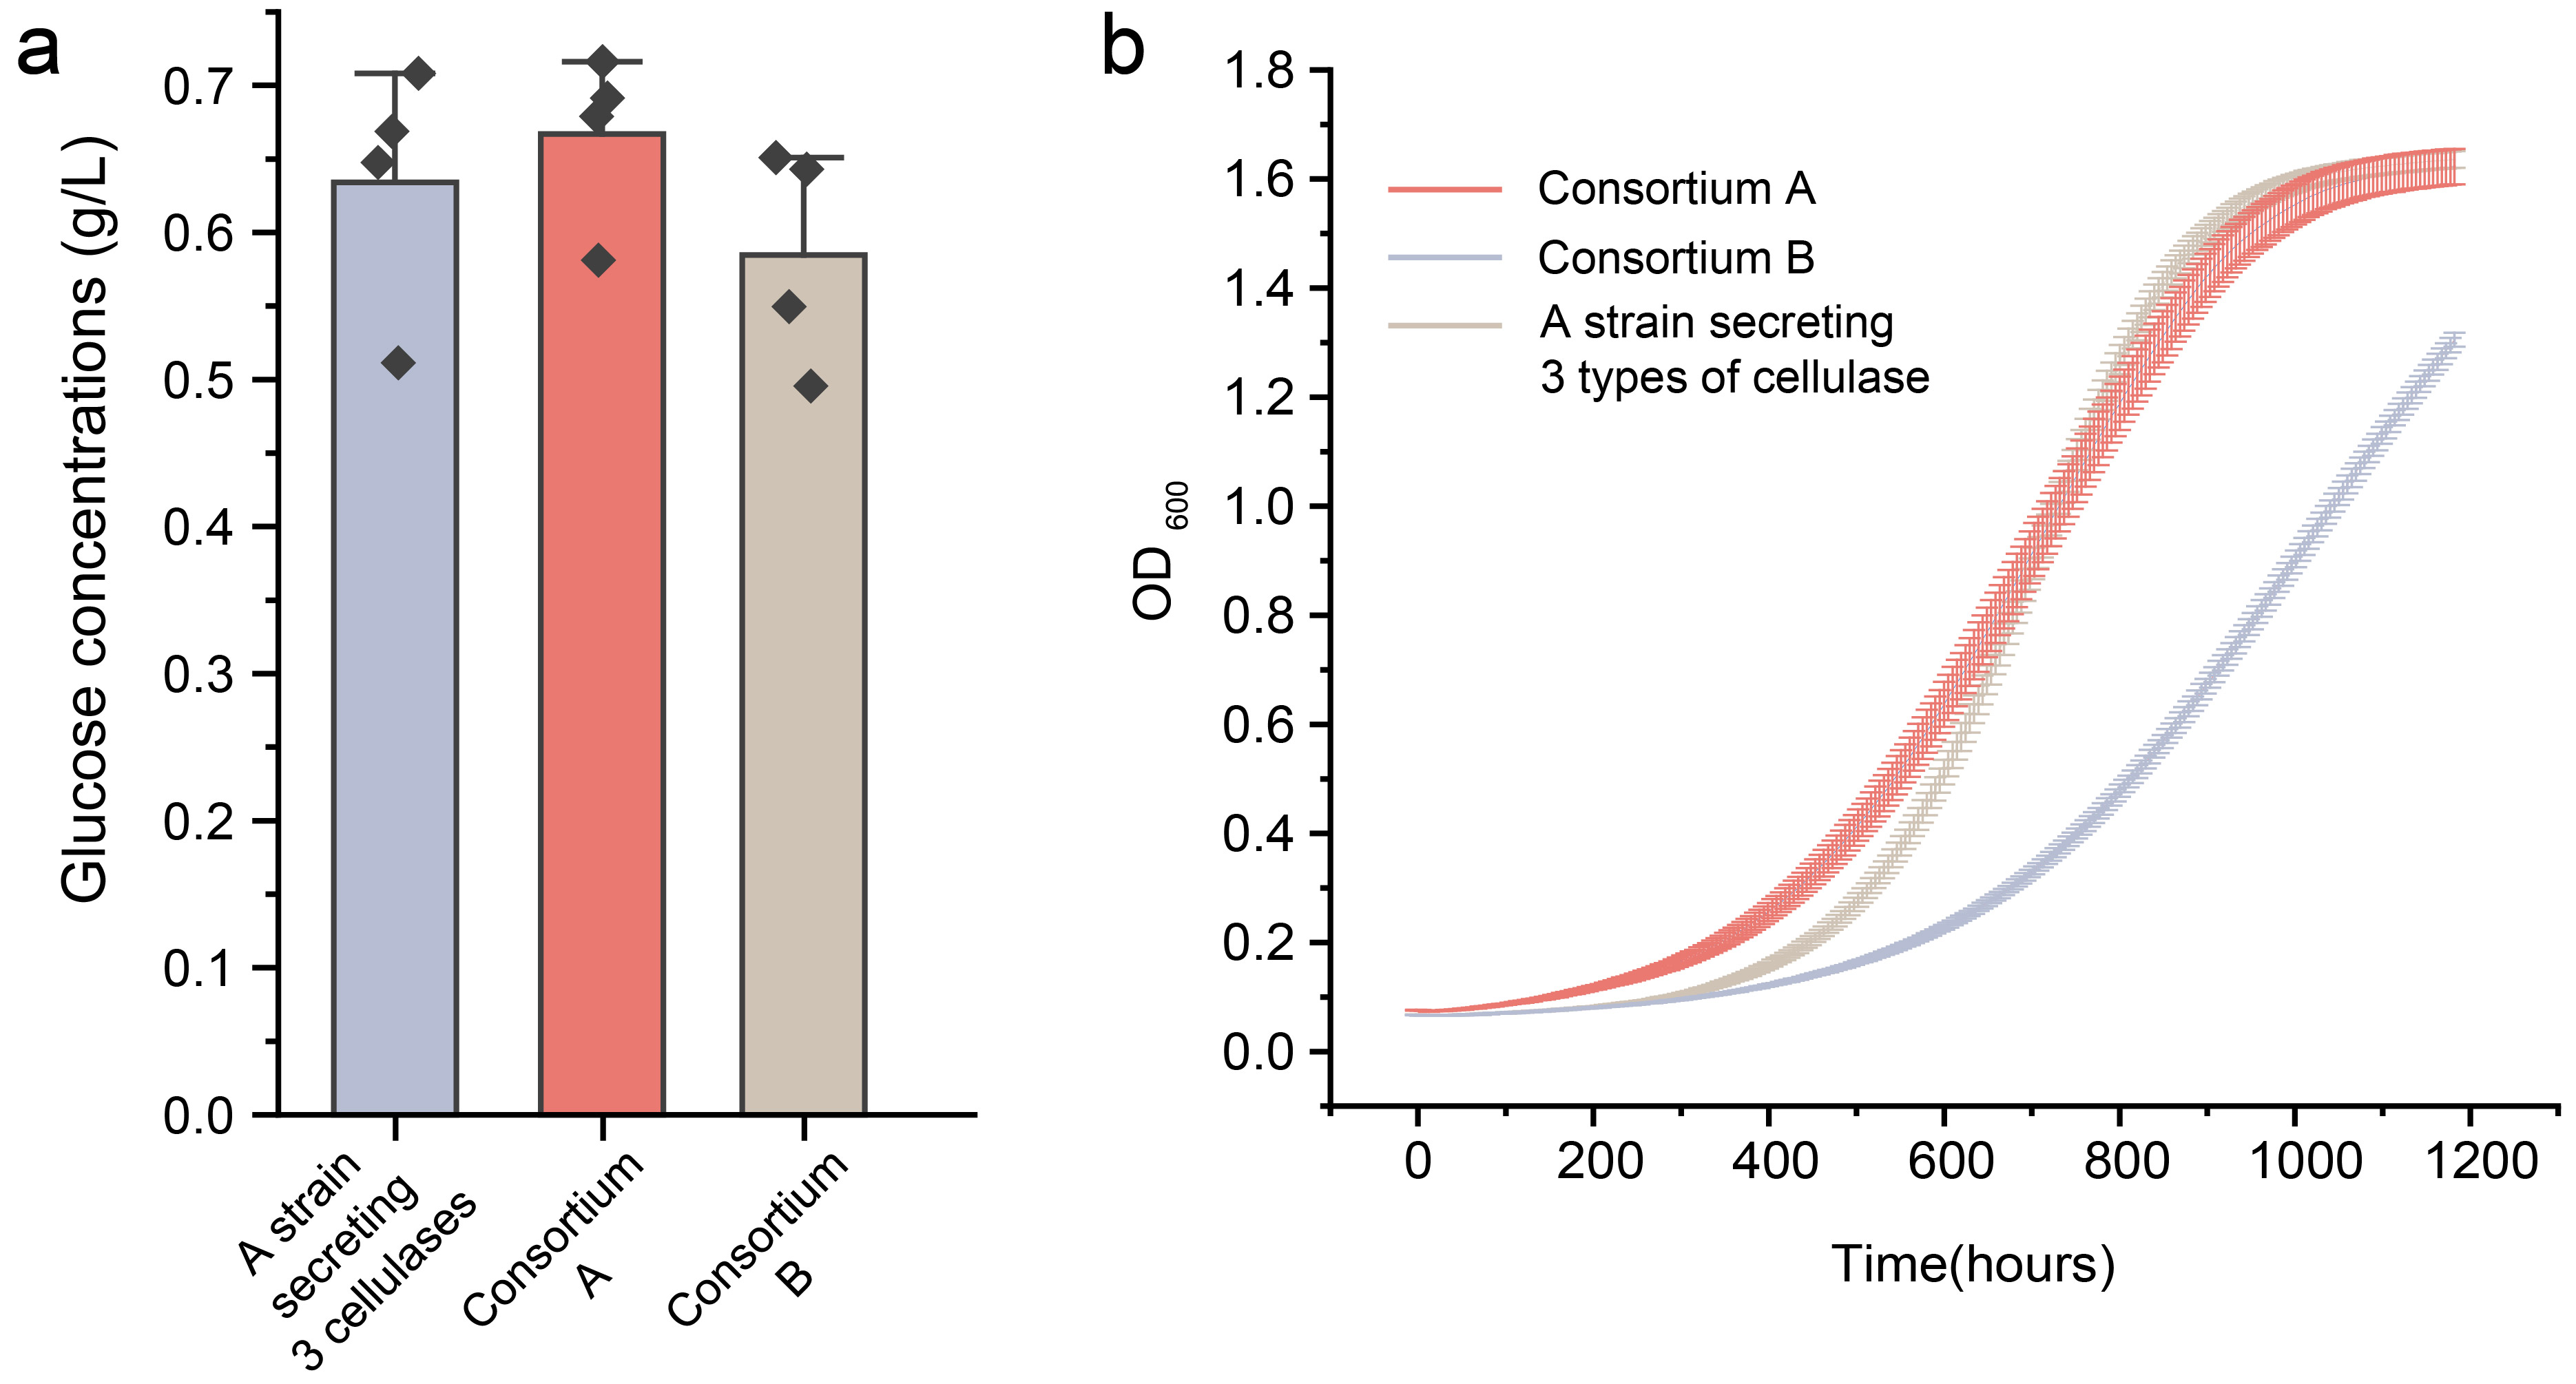 a
Glucose concentrations (g/L)
0.7
0.6
0.5
0.4
0.3
0.2
0.1
0.0
A strain
secreting
3 cellulases
Consortium
A
Consortium
B
b
OD 600
1.8
1.6
1.4
1.2
1.0
0.8
0.6
0.4
0.2
0.0
Consortium A
Consortium B
A strain secreting
3 types of cellulase
0 200 400 600 800 1000 1200
Time(hours)